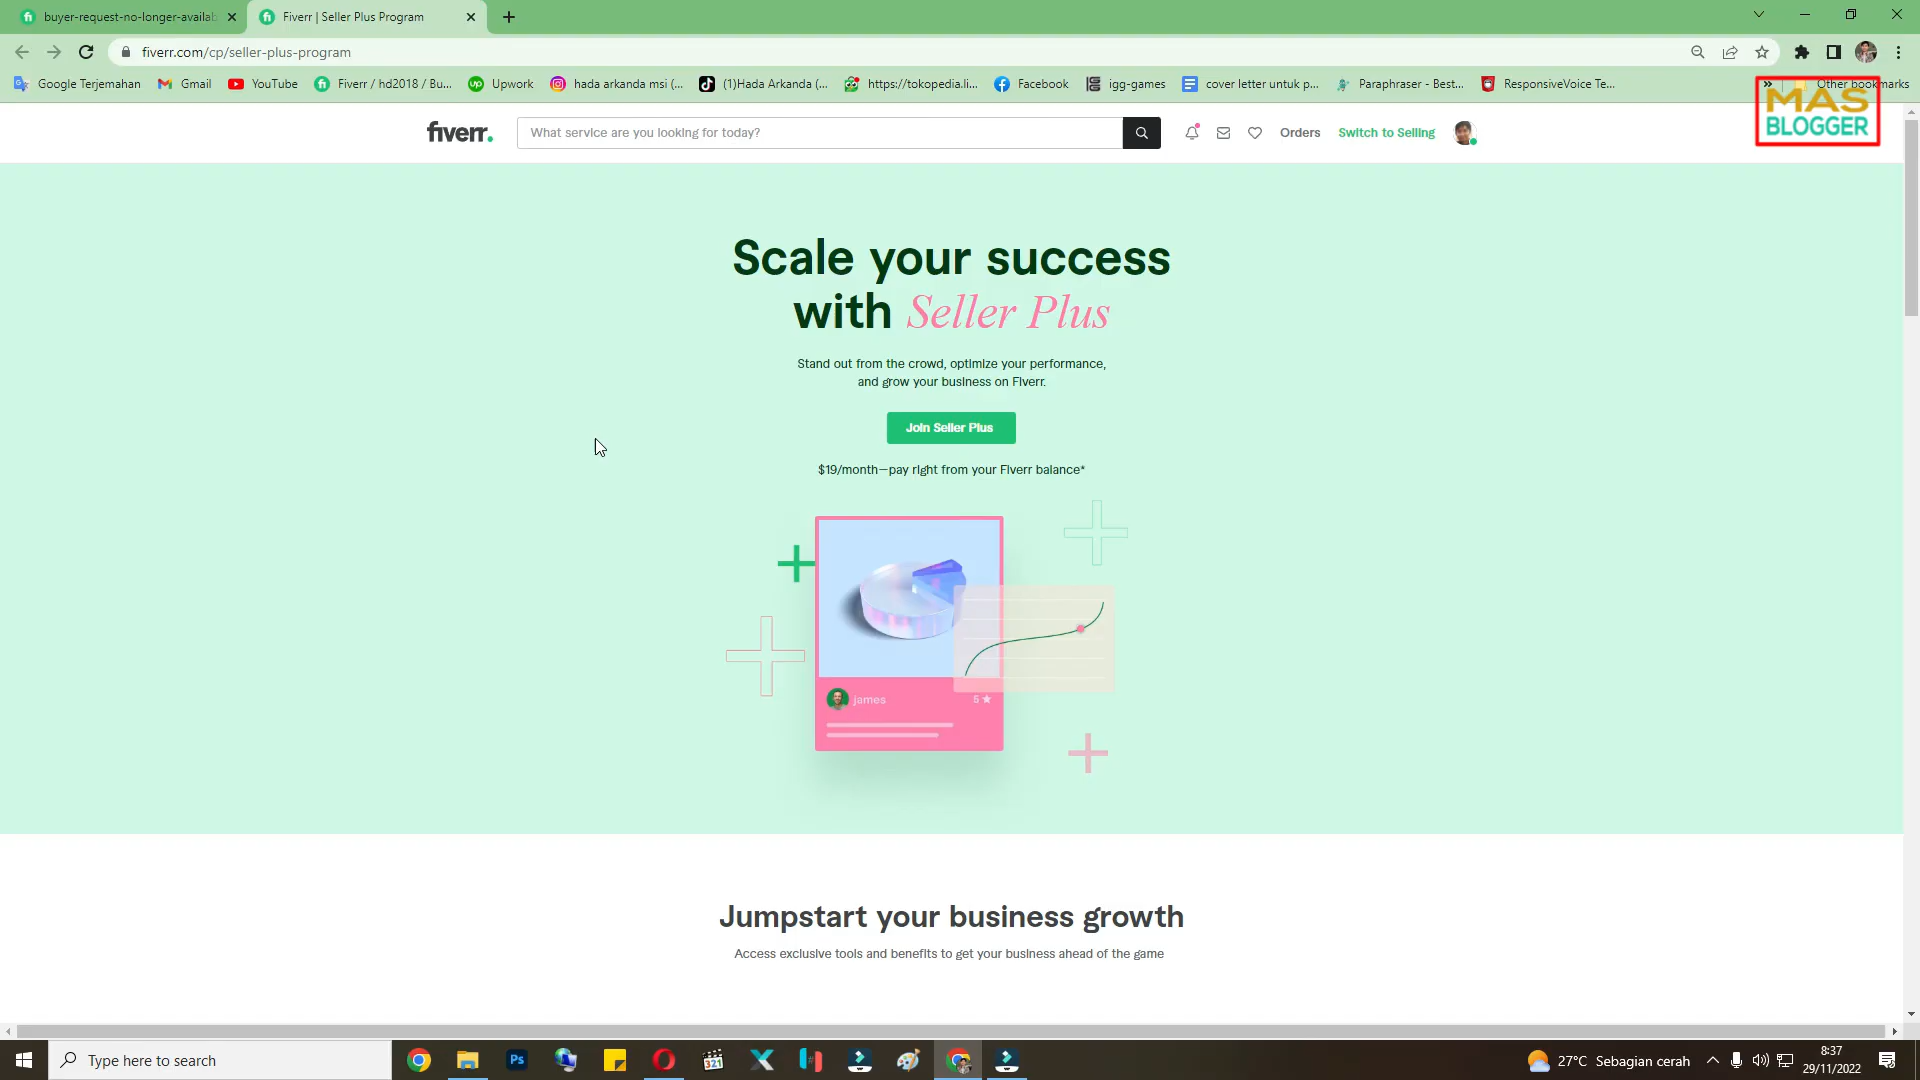 buyer-request-no-longer-availab
Fiverr | Seller Plus Program
fiverr.com/cp/seller-plus-program
Google Terjemahan
Gmail
YouTube
Fiverr / hd2018 / Bu...
Upwork
hada arkanda msi (...
(1)Hada Arkanda (...
https://tokopedia.li...
Facebook
igg-games
cover letter untuk p...
Paraphraser - Best...
ResponsiveVoice Te...
Other bookmarks
MAS
BLOGGER
fiverr.
What service are you looking for today?
Orders
Switch to Selling
Scale your success
with Seller Plus
Stand out from the crowd, optimize your performance,
and grow your business on Fiverr.
Join Seller Plus
$19/month—pay right from your Fiverr balance*
james
5 ★
Jumpstart your business growth
Access exclusive tools and benefits to get your business ahead of the game
Type here to search
Ps
321
27°C Sebagian cerah
8:37
29/11/2022